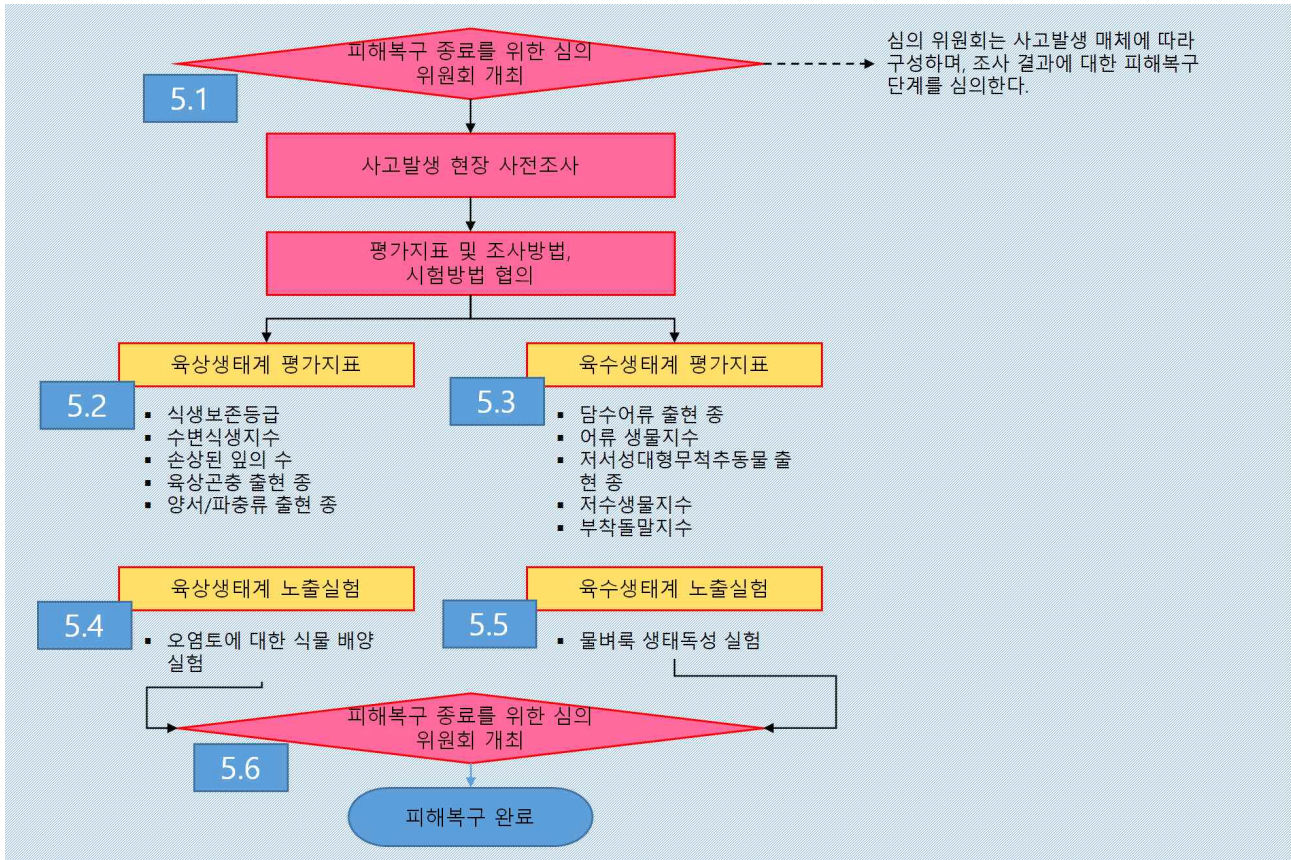 피해복구 종료를 위한 심의
위원회 개최
심의 위원회는 사고발생 매체에 따라
구성하며, 조사 결과에 대한 피해복구
단계를 심의한다.
5.1
사고발생 현장 사전조사
평가지표 및 조사방법,
시험방법 협의
육상생태계 평가지표
5.2
▪ 식생보존등급
▪ 수변식생지수
▪ 손상된 잎의 수
▪ 육상곤충 출현 종
▪ 양서/파충류 출현 종
육수생태계 평가지표
5.3
▪ 담수어류 출현 종
▪ 어류 생물지수
▪ 저서성대형무척추동물 출
현 종
▪ 저수생물지수
▪ 부착돌말지수
육상생태계 노출실험
5.4
▪ 오염토에 대한 식물 배양
실험
육수생태계 노출실험
5.5
▪ 물벼룩 생태독성 실험
피해복구 종료를 위한 심의
위원회 개최
5.6
피해복구 완료